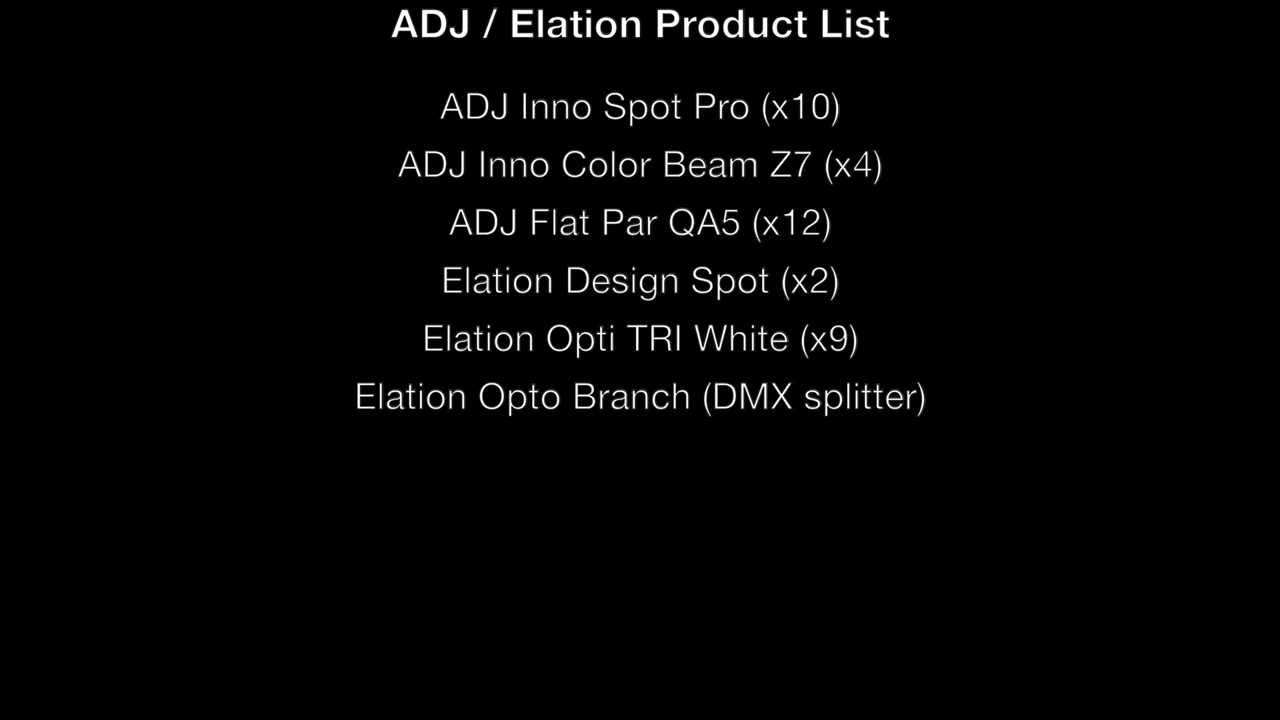 ADJ / Elation Product List
ADJ Inno Spot Pro (x10)
ADJ Inno Color Beam Z7 (x4)
ADJ Flat Par QA5 (x12)
Elation Design Spot (x2)
Elation Opti TRI White (x9)
Elation Opto Branch (DMX splitter)